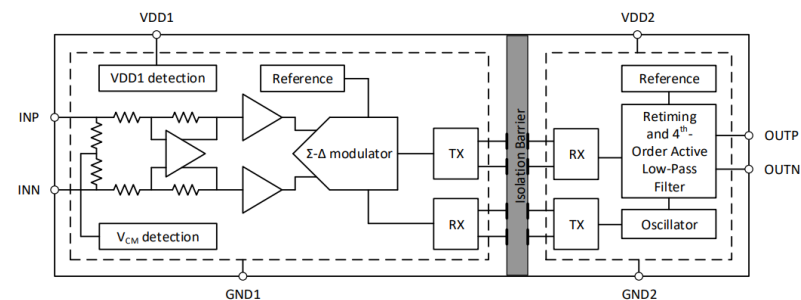 VDD1
VDD2
VDD1 detection
Reference
Reference
INP
Retiming
and 4th-
Order Active
Low-Pass
Filter
OUTP
Σ-Δ modulator
TX
Isolation Barrier
RX
OUTN
INN
VCM detection
RX
TX
Oscillator
GND1
GND2